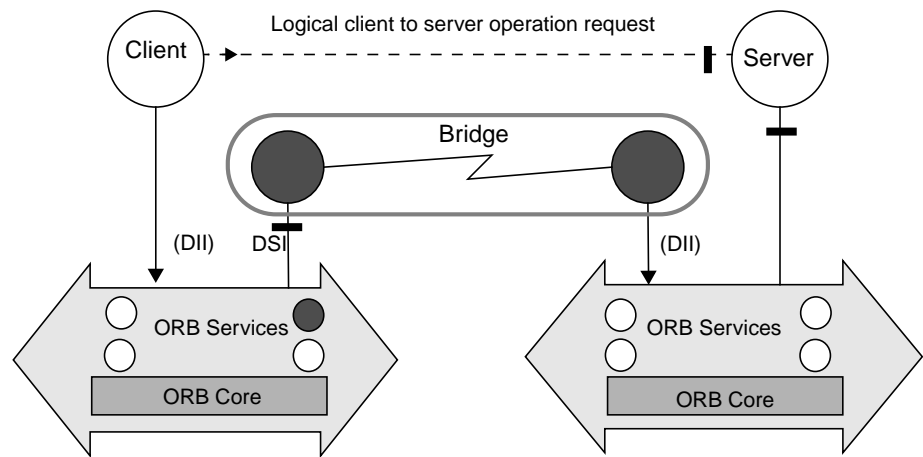 Logical client to server operation request
Client
Server
Bridge
(DII)
DSI
(DII)
ORB Services
ORB Services
ORB Core
ORB Core